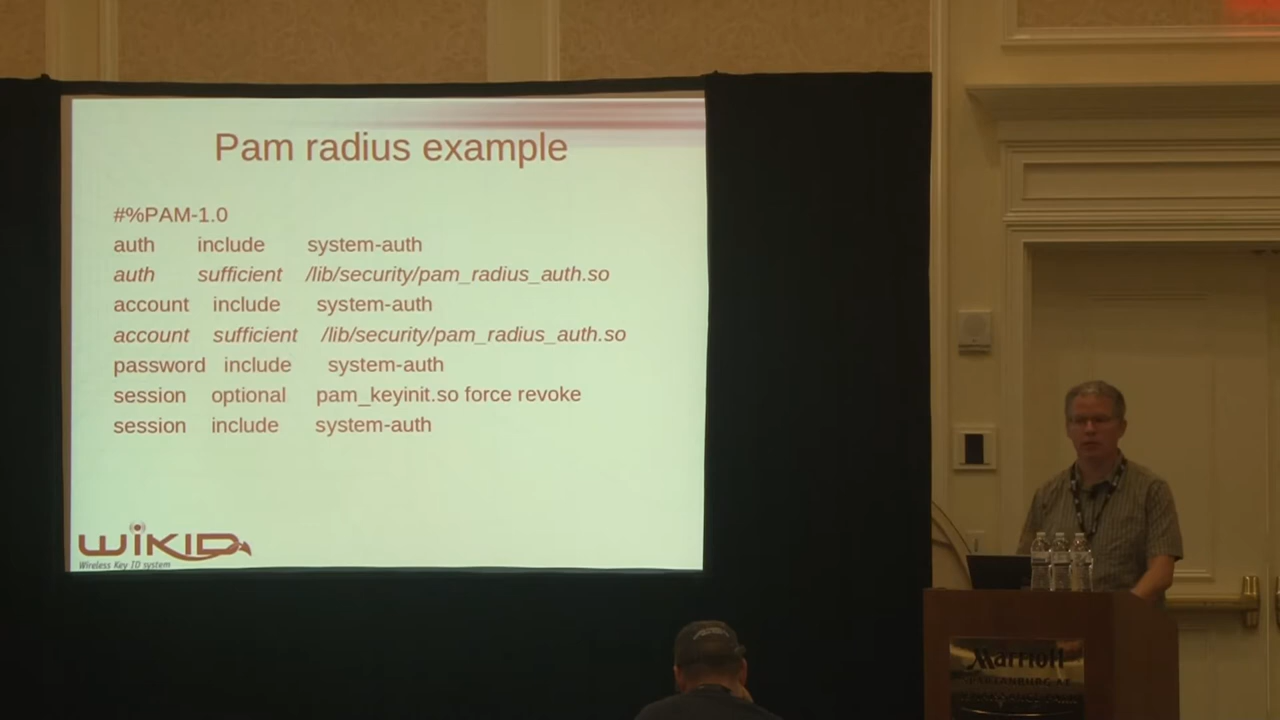 Pam radius example
#%PAM-1.0
auth include system-auth
auth sufficient /lib/security/pam_radius_auth.so
account include system-auth
account sufficient /lib/security/pam_radius_auth.so
password include system-auth
session optional pam_keyinit.so force revoke
session include system-auth
WiKID
Wireless Key ID system
Marriott
SPARTANBURG AT